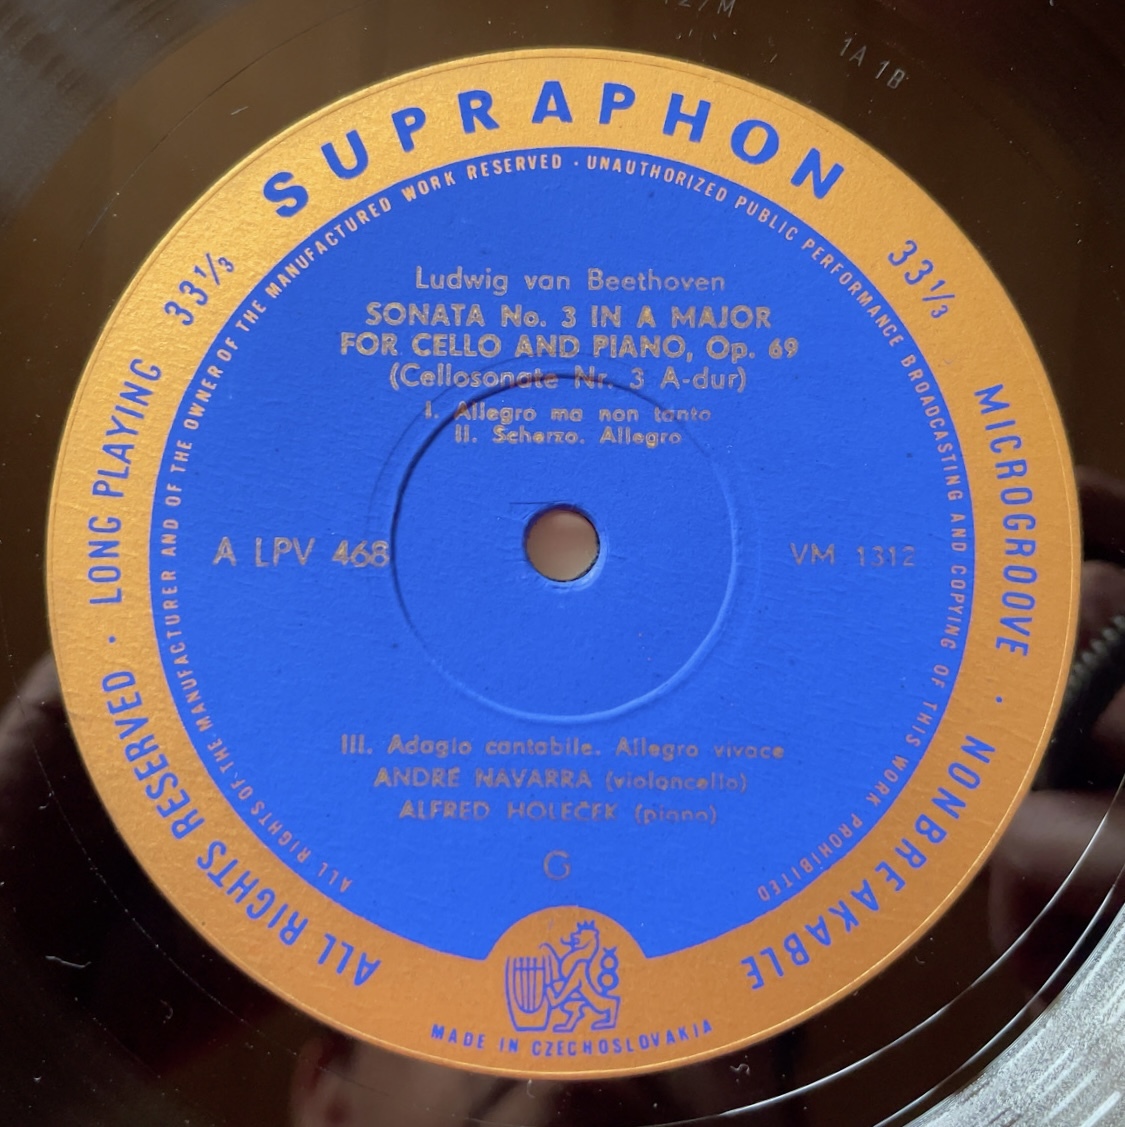 1A 1B
SUPRAPHON
33⅓
33⅓
LONG PLAYING
MICROGROOVE · NONBREAKABLE
ALL RIGHTS RESERVED ·
ALL RIGHTS OF THE MANUFACTURER AND OF THE OWNER OF THE MANUFACTURED WORK RESERVED · UNAUTHORIZED PUBLIC PERFORMANCE BROADCASTING AND COPYING OF THIS WORK PROHIBITED
Ludwig van Beethoven
SONATA No. 3 IN A MAJOR
FOR CELLO AND PIANO, Op. 69
(Cellosonate Nr. 3 A-dur)
I. Allegro ma non tanto
II. Scherzo. Allegro
A LPV 468
VM 1312
III. Adagio cantabile. Allegro vivace
ANDRÉ NAVARRA (violoncello)
ALFRED HOLEČEK (piano)
G
MADE IN CZECHOSLOVAKIA